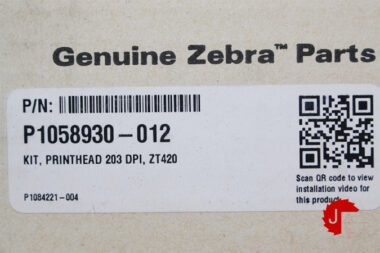 Genuine Zebra™ Parts
P/N:
P1058930-012
KIT, PRINTHEAD 203 DPI, ZT420
P1084221-004
Scan QR code to view
installation video for
this product
J